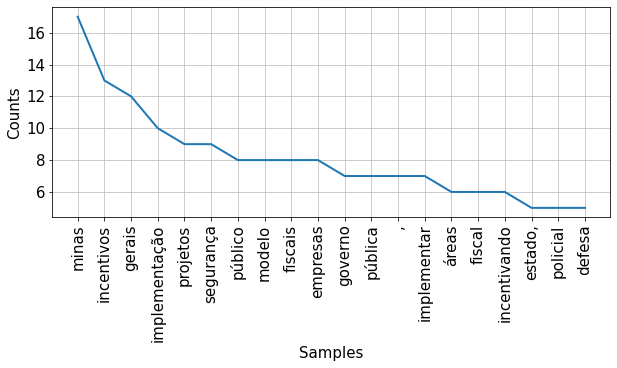 16
14
12
10
8
6
Counts
minas
incentivos
gerais
implementação
projetos
segurança
público
modelo
fiscais
empresas
governo
pública
,
implementar
áreas
fiscal
incentivando
estado,
policial
defesa
Samples